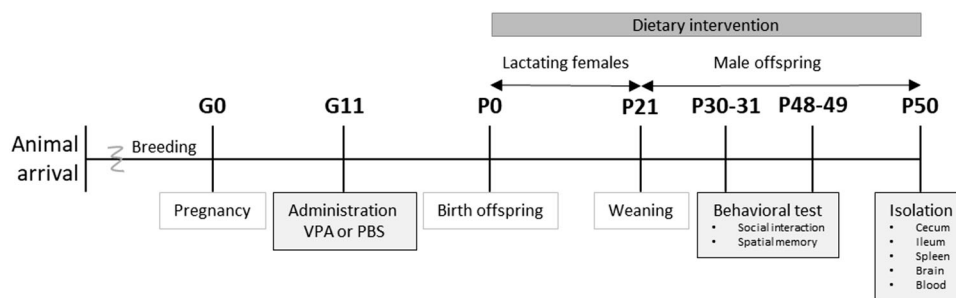 Dietary intervention
Lactating females
Male offspring
G0
G11
P0
P21
P30-31
P48-49
P50
Animal
arrival
Breeding
Pregnancy
Administration
VPA or PBS
Birth offspring
Weaning
Behavioral test
• Social interaction
• Spatial memory
Isolation
• Cecum
• Ileum
• Spleen
• Brain
• Blood